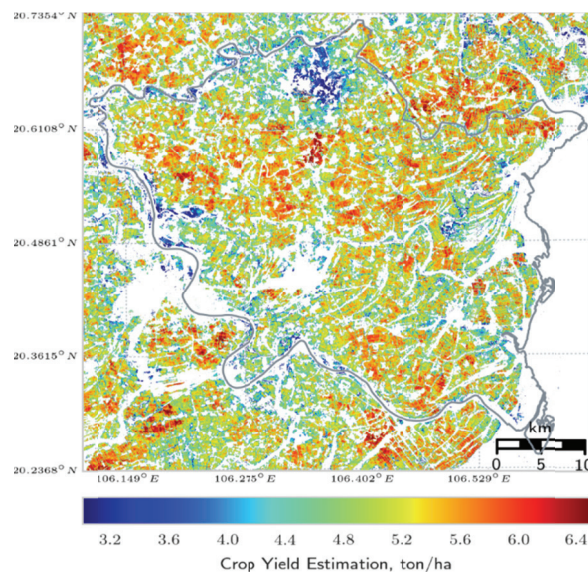 20.7354° N
20.6108° N
20.4861° N
20.3615° N
20.2368° N
km
0 5 10
106.149° E 106.275° E 106.402° E 106.529° E
3.2 3.6 4.0 4.4 4.8 5.2 5.6 6.0 6.4
Crop Yield Estimation, ton/ha